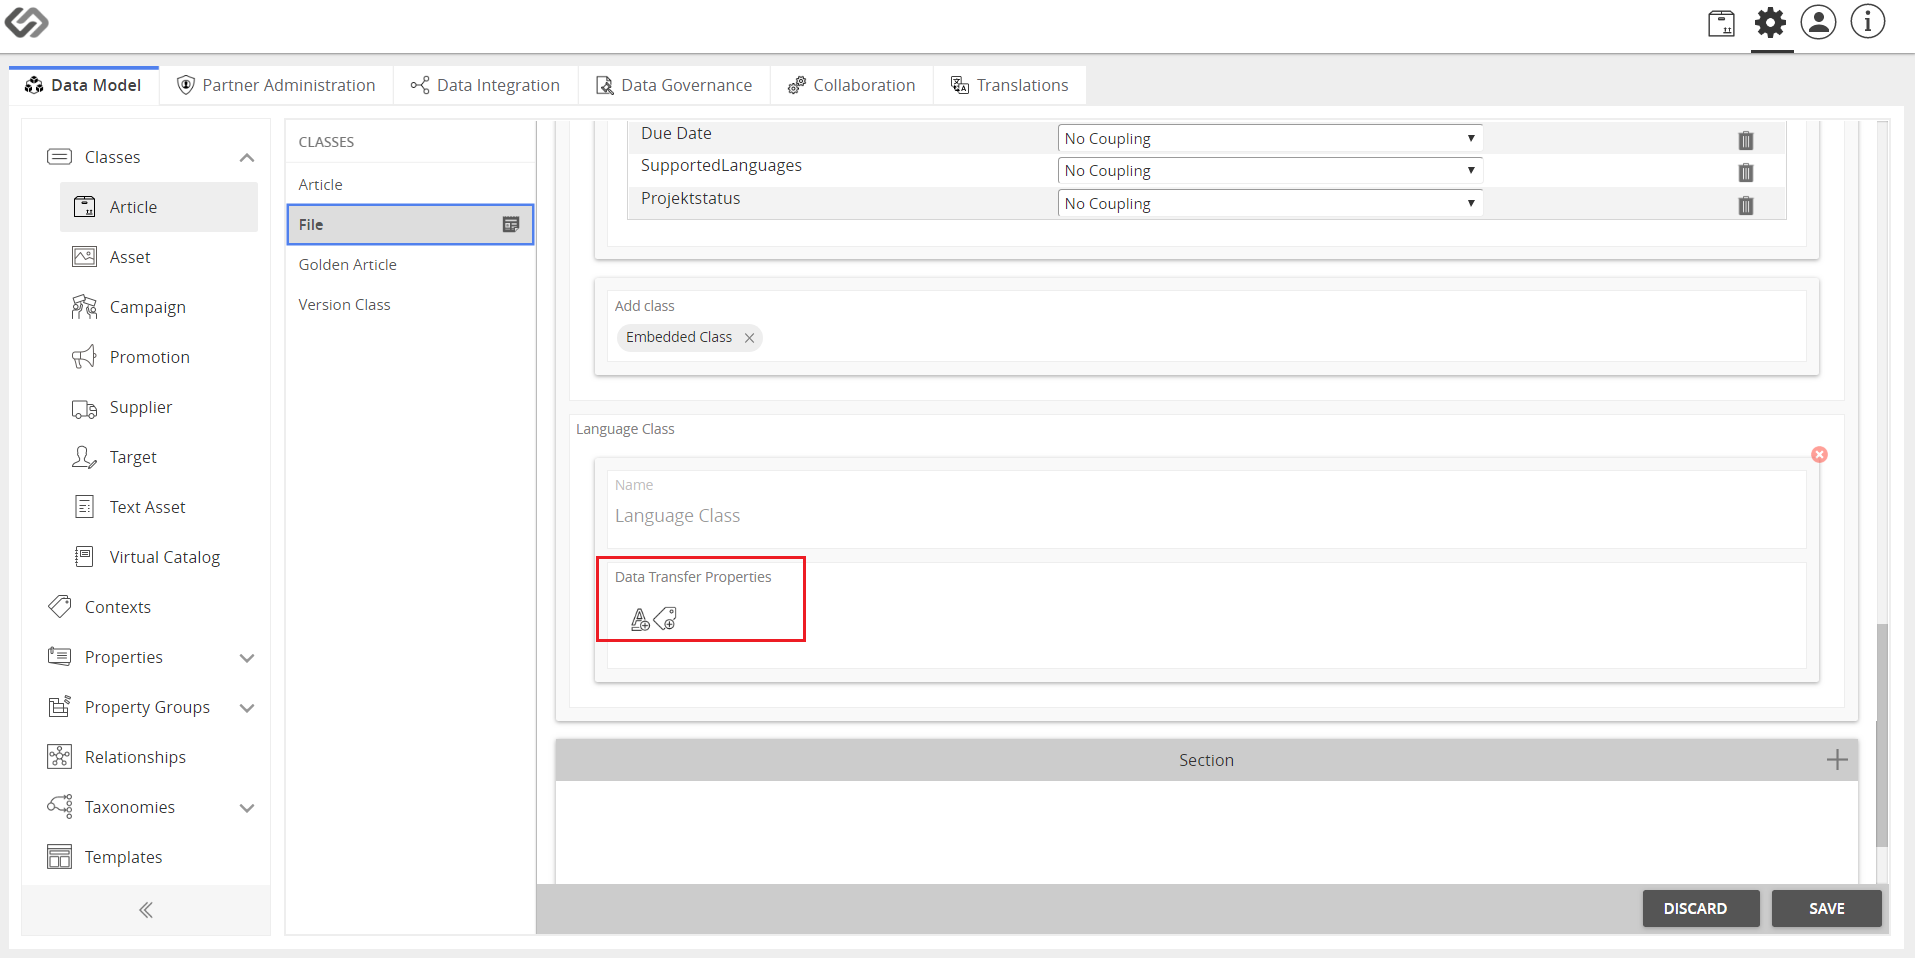 Data Model
Partner Administration
Data Integration
Data Governance
Collaboration
Translations
Classes
Article
Asset
Campaign
Promotion
Supplier
Target
Text Asset
Virtual Catalog
Contexts
Properties
Property Groups
Relationships
Taxonomies
Templates
CLASSES
Article
File
Golden Article
Version Class
Due Date No Coupling
SupportedLanguages No Coupling
Projektstatus No Coupling
Add class
Embedded Class
Language Class
Name
Language Class
Data Transfer Properties
Section
DISCARD SAVE